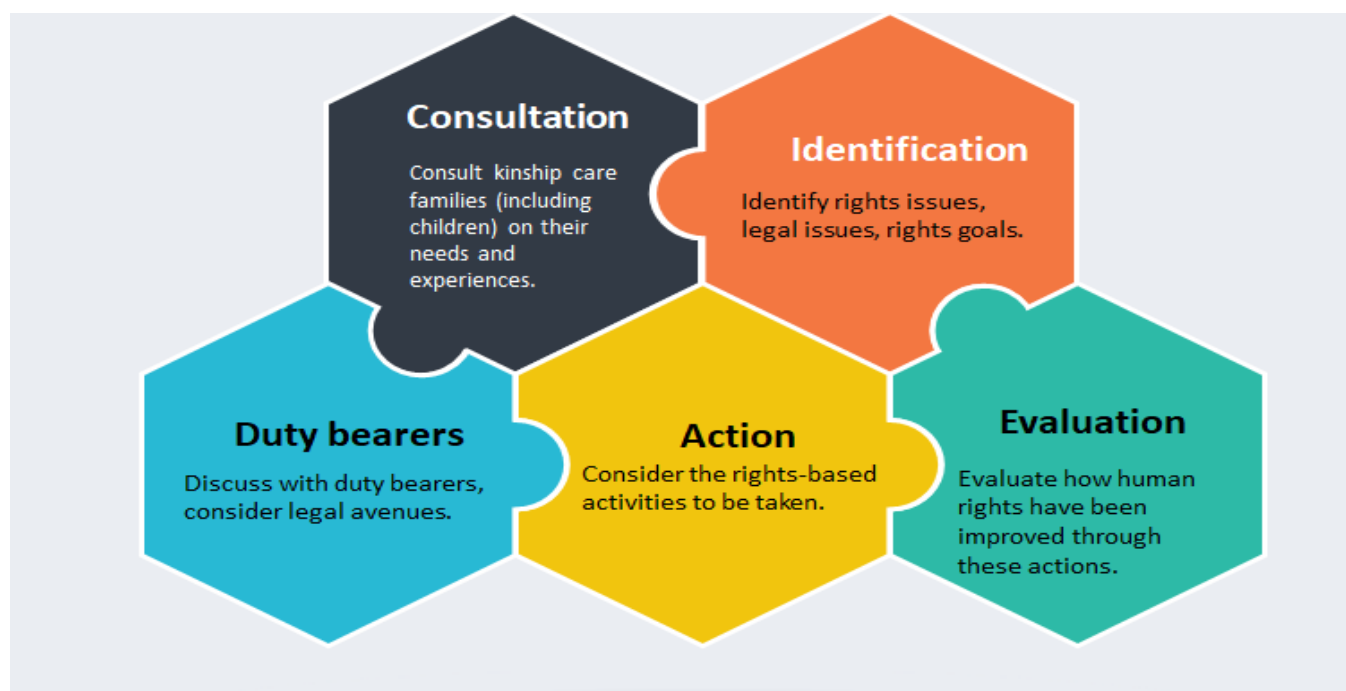 Consultation
Consult kinship care
families (including
children) on their
needs and
experiences.
Identification
Identify rights issues,
legal issues, rights goals.
Duty bearers
Discuss with duty bearers,
consider legal avenues.
Action
Consider the rights-based
activities to be taken.
Evaluation
Evaluate how human
rights have been
improved through
these actions.